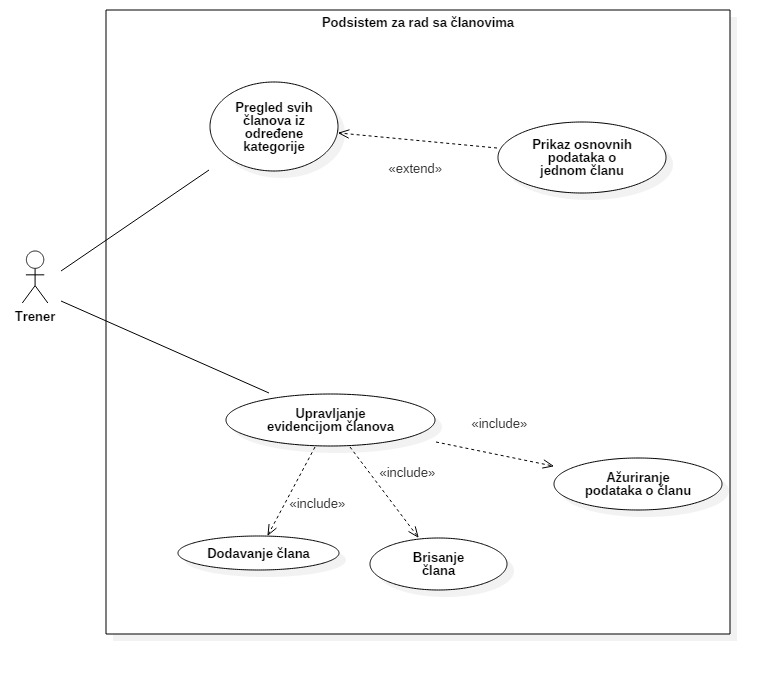 Podsistem za rad sa članovima
Pregled svih
članova iz
određene
kategorije
Prikaz osnovnih
podataka o
jednom članu
«extend»
Trener
Upravljanje
evidencijom članova
«include»
«include»
«include»
Ažuriranje
podataka o članu
Dodavanje člana
Brisanje
člana